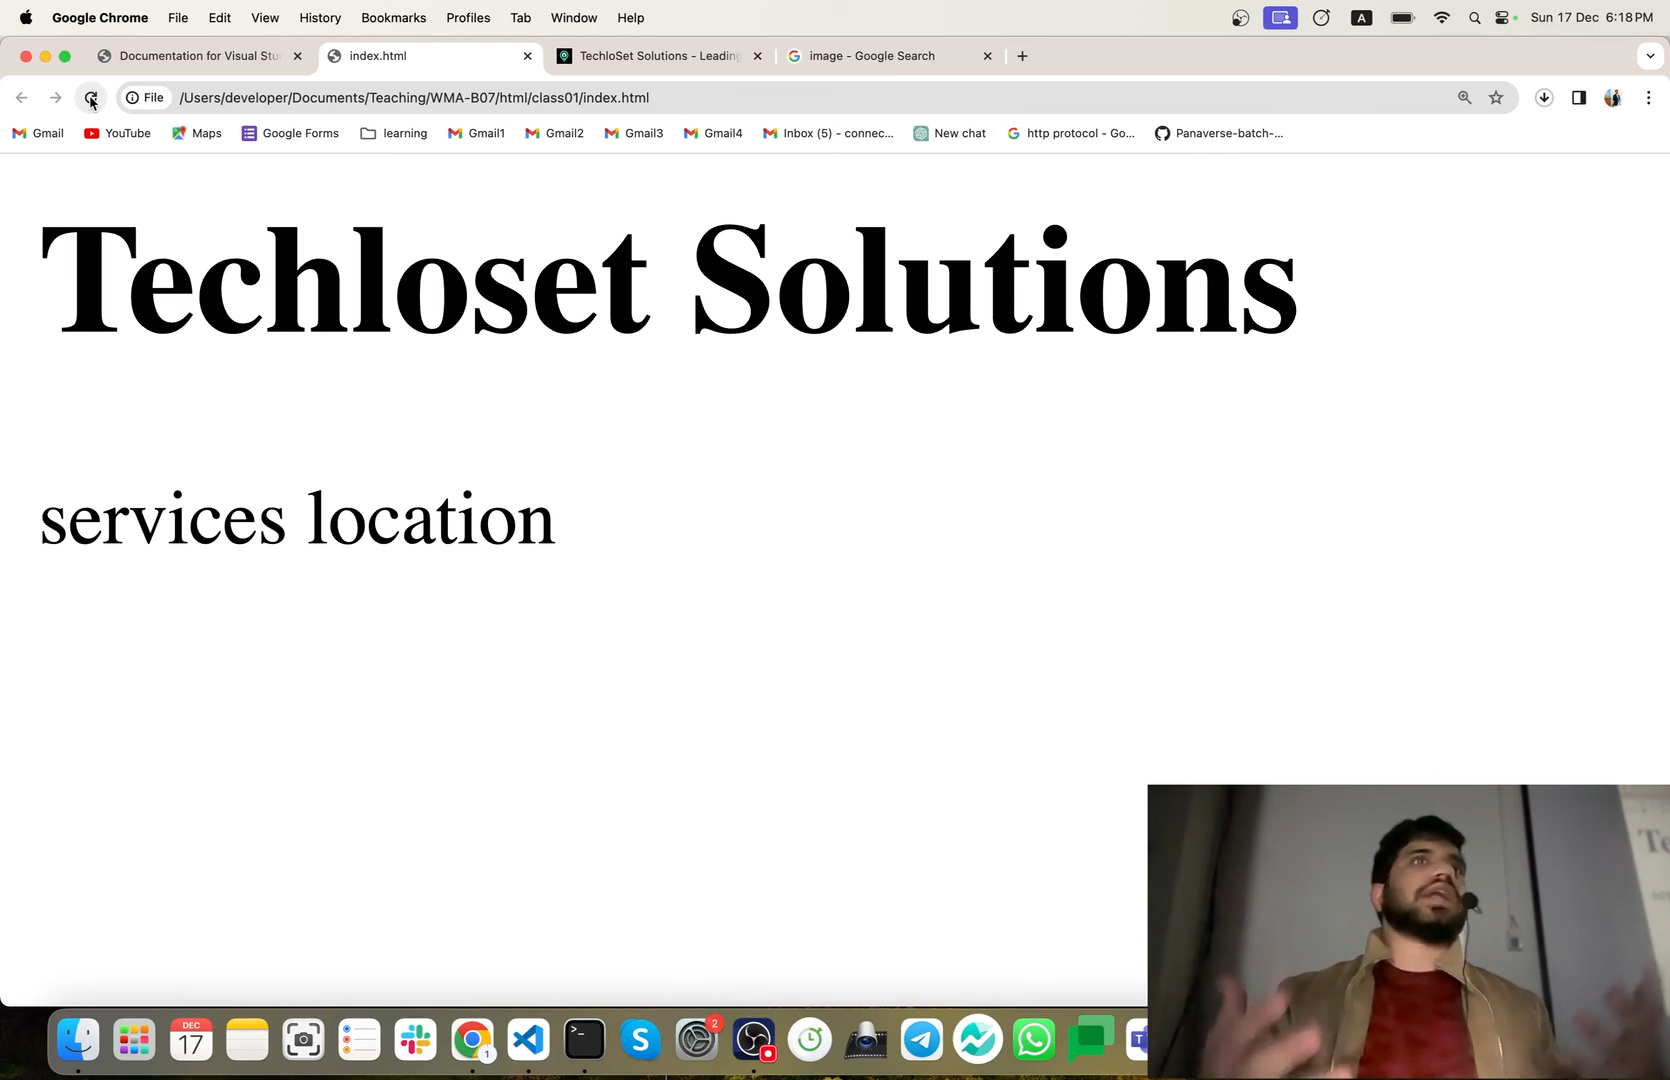 Google Chrome File Edit View History Bookmarks Profiles Tab Window Help A Sun 17 Dec 6:18 PM
Documentation for Visual Stu index.html TechloSet Solutions - Leading image - Google Search
File /Users/developer/Documents/Teaching/WMA-B07/html/class01/index.html
Gmail YouTube Maps Google Forms learning Gmail1 Gmail2 Gmail3 Gmail4 Inbox (5) - connec... New chat http protocol - Go... Panaverse-batch-...
Techloset Solutions
services location
DEC
17
2
1